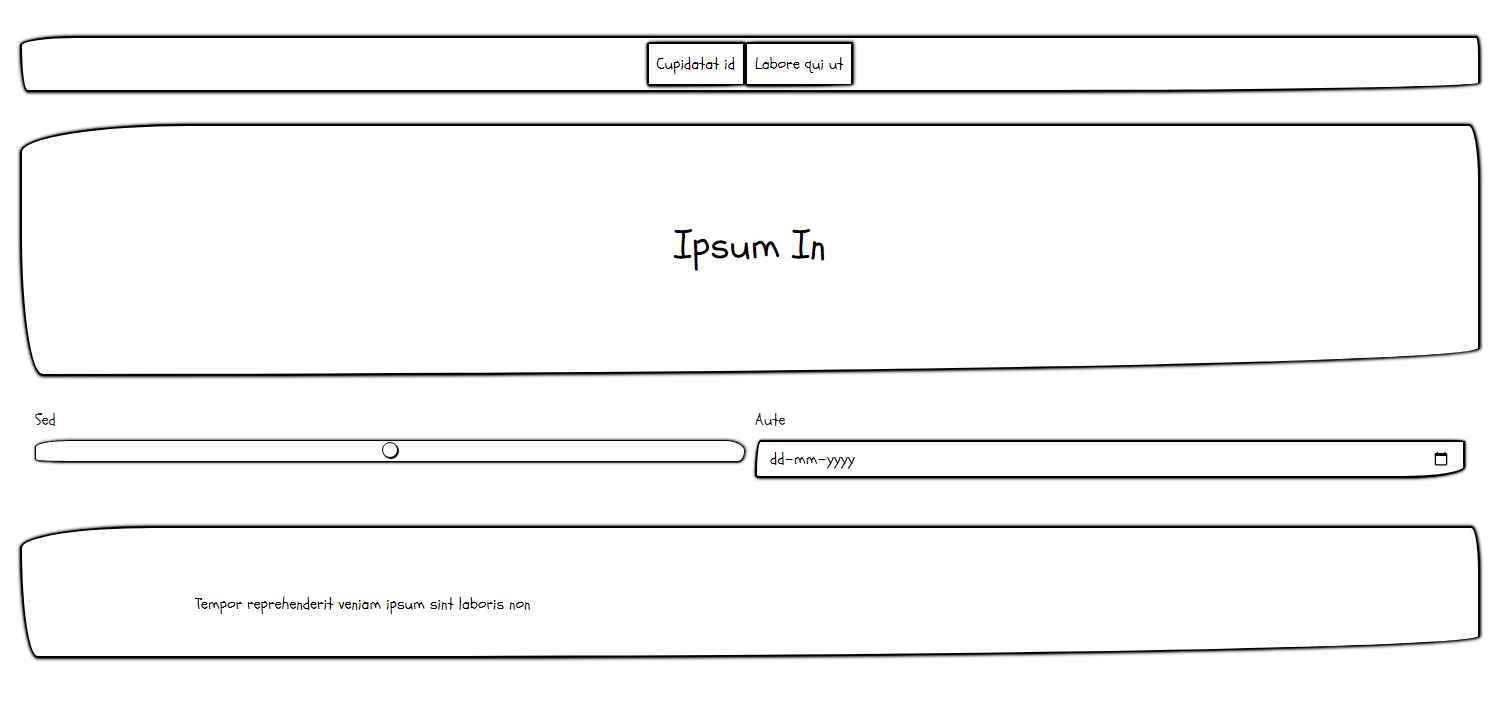 Cupidatat id
Labore qui ut
Ipsum In
Sed
Aute
dd-mm-yyyy
Tempor reprehenderit veniam ipsum sint laboris non